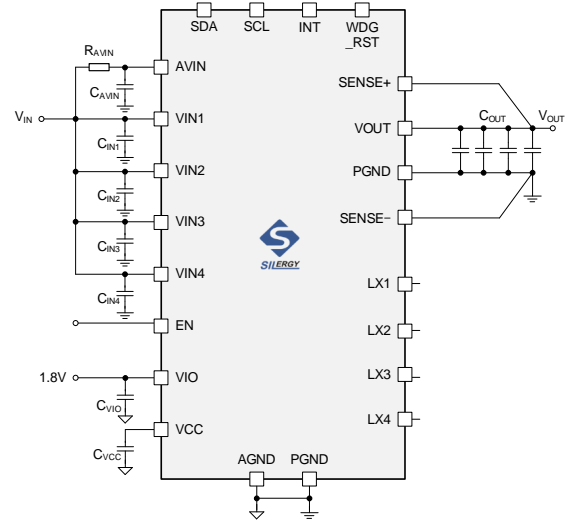 SDA SCL INT WDG
_RST
RAVIN
AVIN
CAVIN
SENSE+
VIN
VIN1
VOUT
COUT
VOUT
CIN1
VIN2
PGND
CIN2
VIN3
SENSE−
CIN3
SILERGY
VIN4
LX1
CIN4
EN
LX2
1.8V
VIO
LX3
CVIO
VCC
LX4
CVCC
AGND PGND